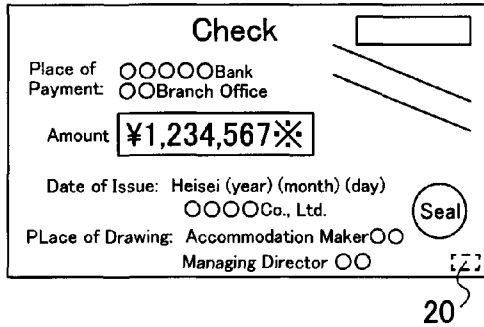 Check
Place of
Payment:
○○○○○Bank
○○Branch Office
Amount ¥1,234,567※
Date of Issue: Heisei (year) (month) (day)
○○○○Co., Ltd.
Seal
PLace of Drawing: Accommodation Maker○○
Managing Director ○○
20